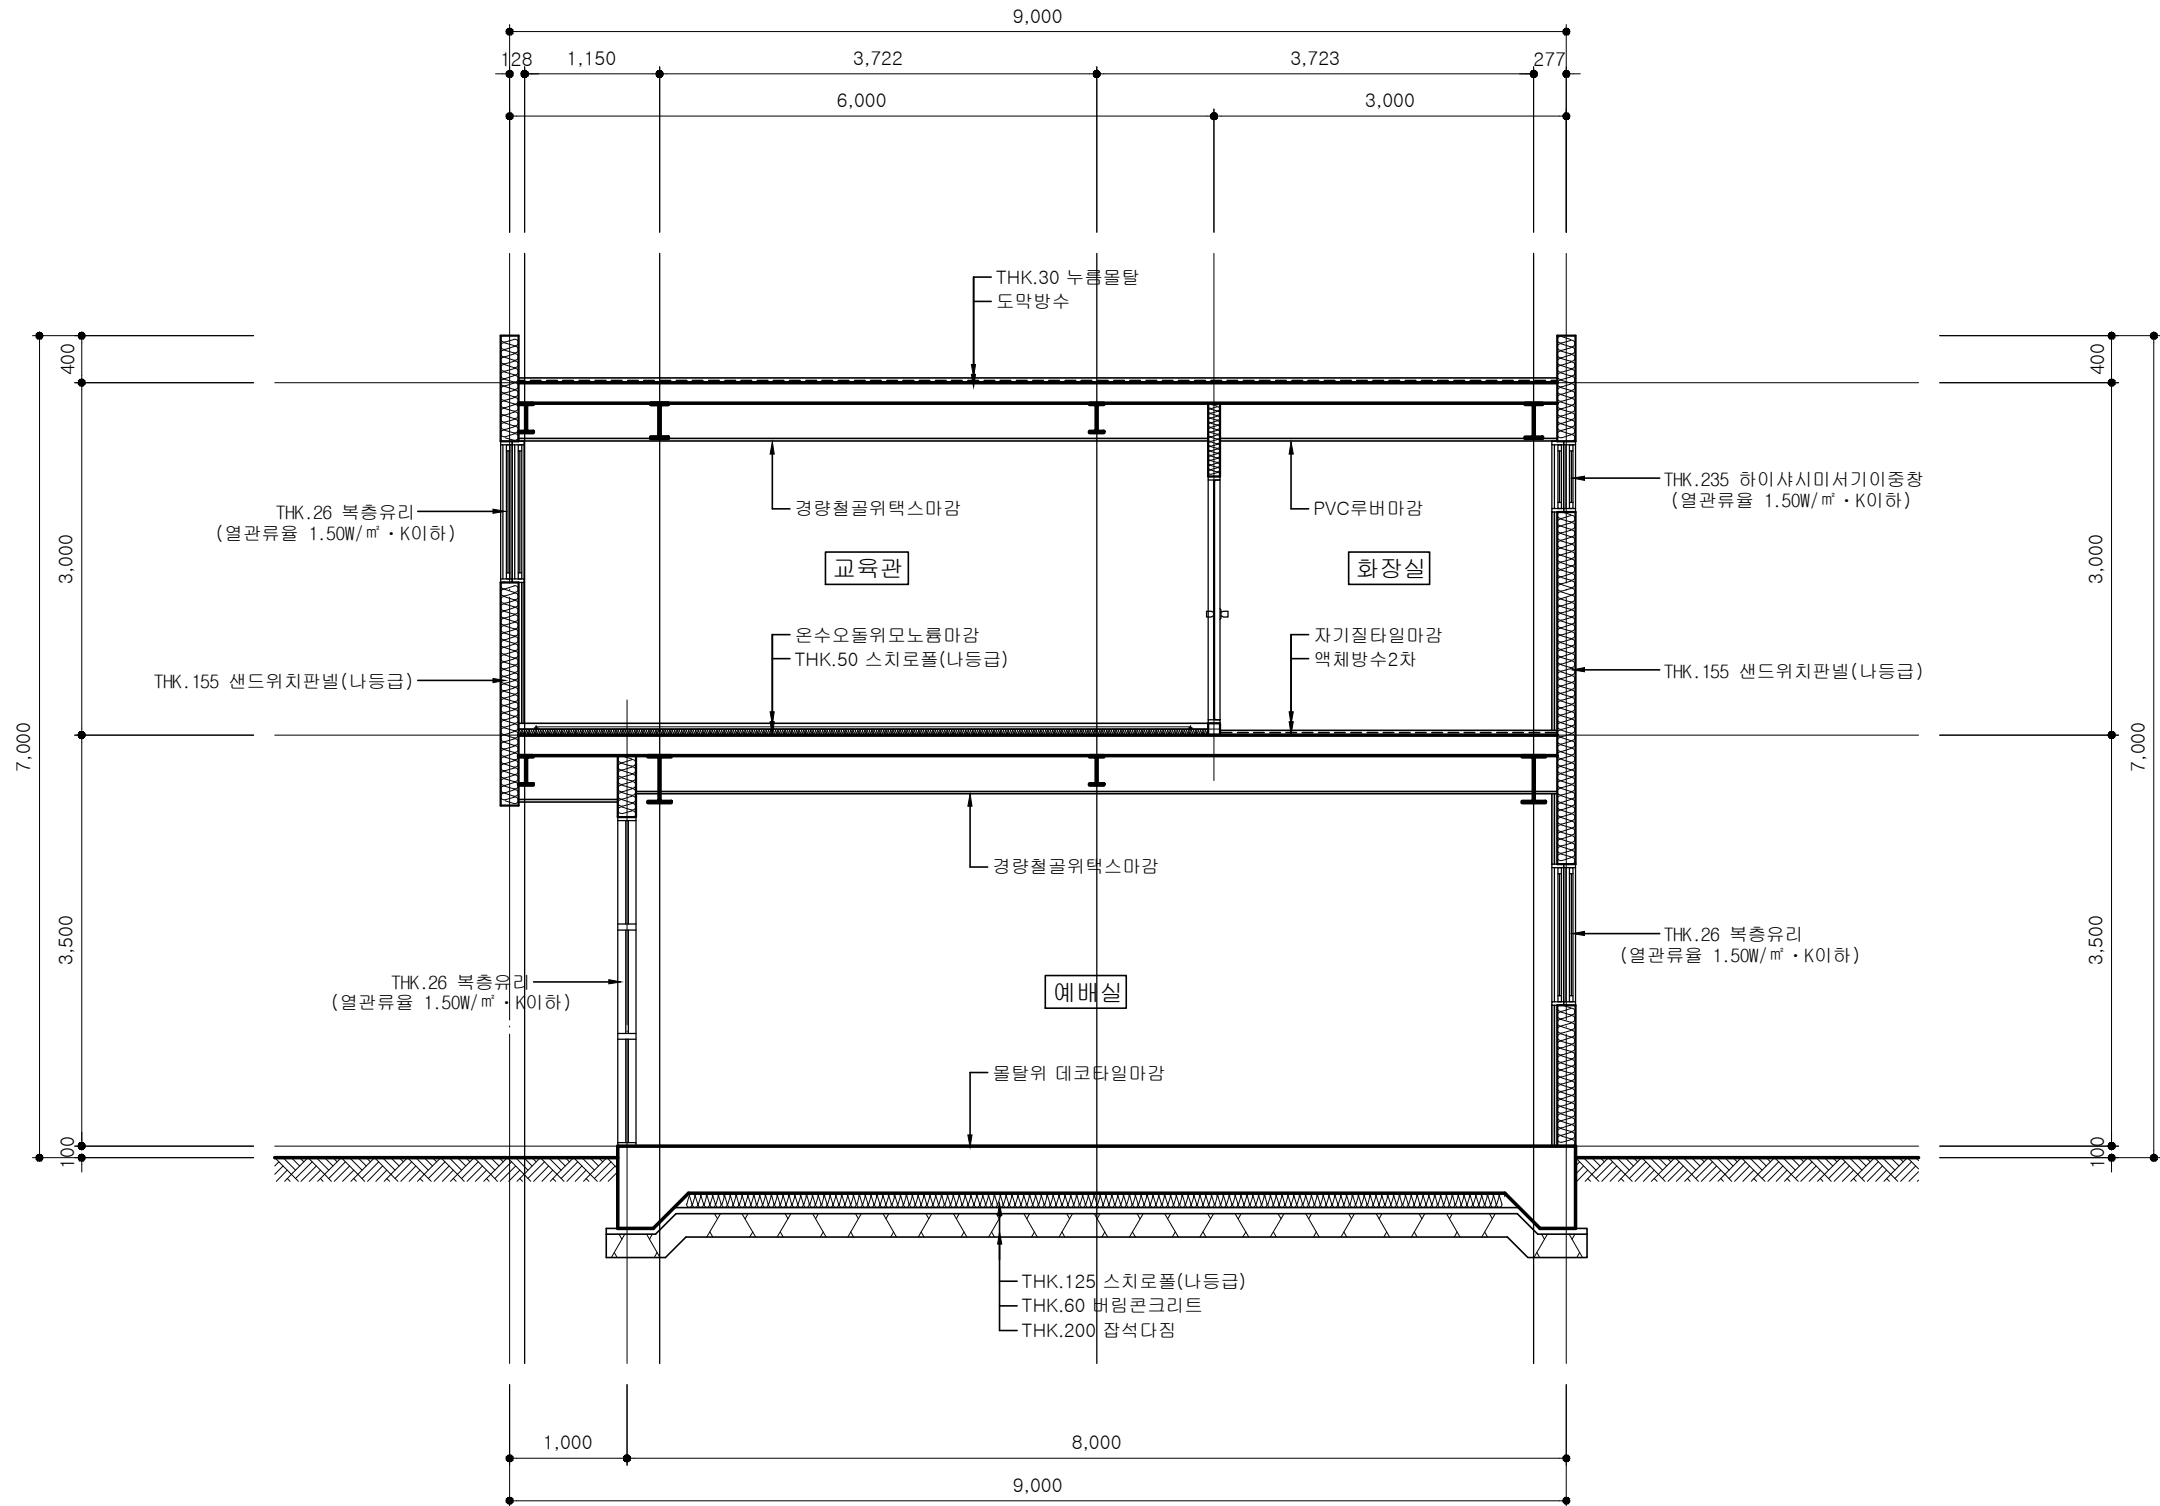 9,000
128
1,150
3,722
3,723
277
6,000
3,000
THK.30 누름몰탈
도막방수
400
400
THK.235 하이샤시미서기이중창
(열관류율 1.50W/㎡·K이하)
경량철골위택스마감
PVC루버마감
THK.26 복층유리
(열관류율 1.50W/㎡·K이하)
3,000
3,000
교육관
화장실
온수오돌위모노륨마감
THK.50 스치로폴(나등급)
자기질타일마감
액체방수2차
THK.155 샌드위치판넬(나등급)
THK.155 샌드위치판넬(나등급)
7,000
7,000
경량철골위택스마감
3,500
3,500
THK.26 복층유리
(열관류율 1.50W/㎡·K이하)
THK.26 복층유리
(열관류율 1.50W/㎡·K이하)
예배실
몰탈위 데코타일마감
100
100
THK.125 스치로폴(나등급)
THK.60 버림콘크리트
THK.200 잡석다짐
1,000
8,000
9,000